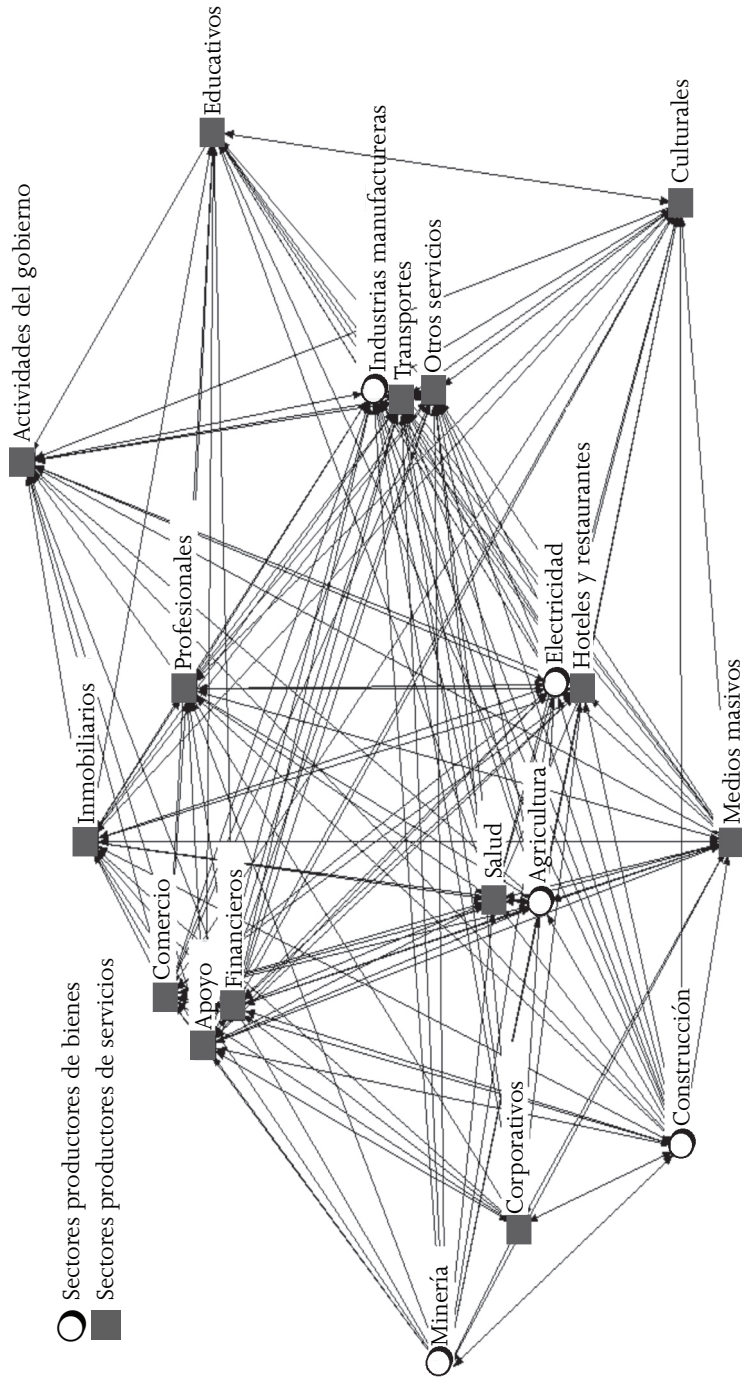 Sectores productores de bienes
Sectores productores de servicios
Actividades del gobierno
Educativos
Inmobiliarios
Profesionales
Comercio
Apoyo
Financieros
Industrias manufactureras
Transportes
Otros servicios
Salud
Agricultura
Electricidad
Hoteles y restaurantes
Minería
Corporativos
Construcción
Medios masivos
Culturales